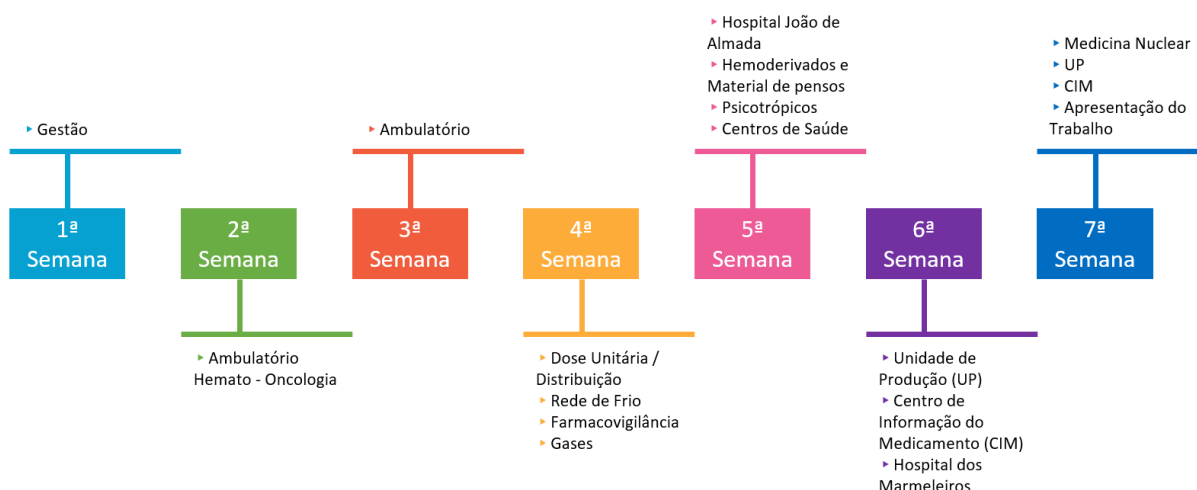 ▸ Gestão
1ª
Semana
2ª
Semana
▸ Ambulatório
Hemato - Oncologia
▸ Ambulatório
3ª
Semana
4ª
Semana
▸ Dose Unitária /
Distribuição
▸ Rede de Frio
▸ Farmacovigilância
▸ Gases
▸ Hospital João de
Almada
▸ Hemoderivados e
Material de pensos
▸ Psicotrópicos
▸ Centros de Saúde
5ª
Semana
6ª
Semana
▸ Unidade de
Produção (UP)
▸ Centro de
Informação do
Medicamento (CIM)
▸ Hospital dos
Marmeleiros
▸ Medicina Nuclear
▸ UP
▸ CIM
▸ Apresentação do
Trabalho
7ª
Semana